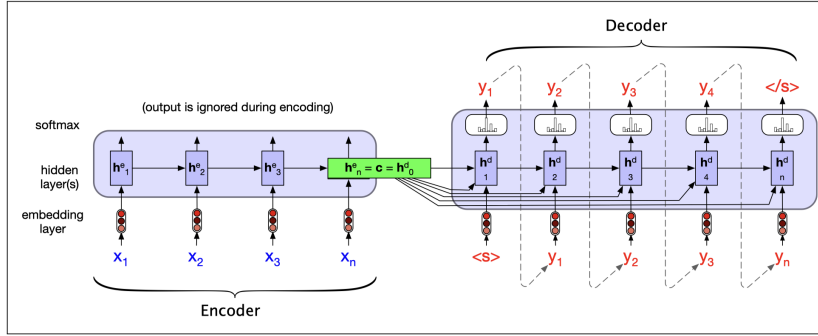 Decoder
y₁ y₂ y₃ y₄ </s>
(output is ignored during encoding)
softmax
hidden layer(s)
hᵉ₁ hᵉ₂ hᵉ₃ hᵉₙ = c = hᵈ₀ hᵈ₁ hᵈ₂ hᵈ₃ hᵈ₄ hᵈₙ
embedding layer
x₁ x₂ x₃ xₙ <s> y₁ y₂ y₃ yₙ
Encoder